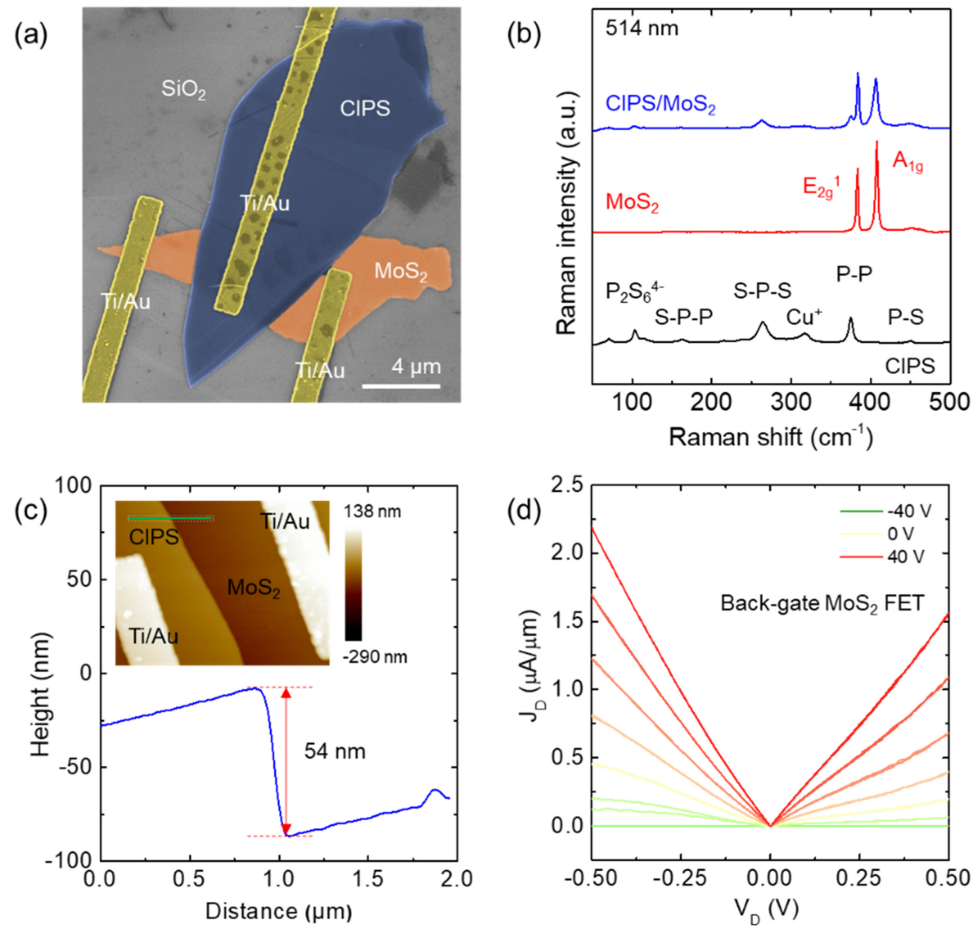 (a)
SiO₂
CIPS
Ti/Au
MoS₂
Ti/Au
Ti/Au
4 μm
(b)
514 nm
CIPS/MoS₂
MoS₂
E₂g¹
A₁g
P₂S₆⁴⁻
S-P-P
S-P-S
Cu⁺
P-P
P-S
CIPS
Raman intensity (a.u.)
100 200 300 400 500
Raman shift (cm⁻¹)
(c)
100
50
0
-50
-100
Height (nm)
138 nm
-290 nm
CIPS
Ti/Au
MoS₂
Ti/Au
54 nm
0.0 0.5 1.0 1.5 2.0
Distance (μm)
(d)
2.5
2.0
1.5
1.0
0.5
0.0
J_D (μA/μm)
-40 V
0 V
40 V
Back-gate MoS₂ FET
-0.50 -0.25 0.00 0.25 0.50
V_D (V)